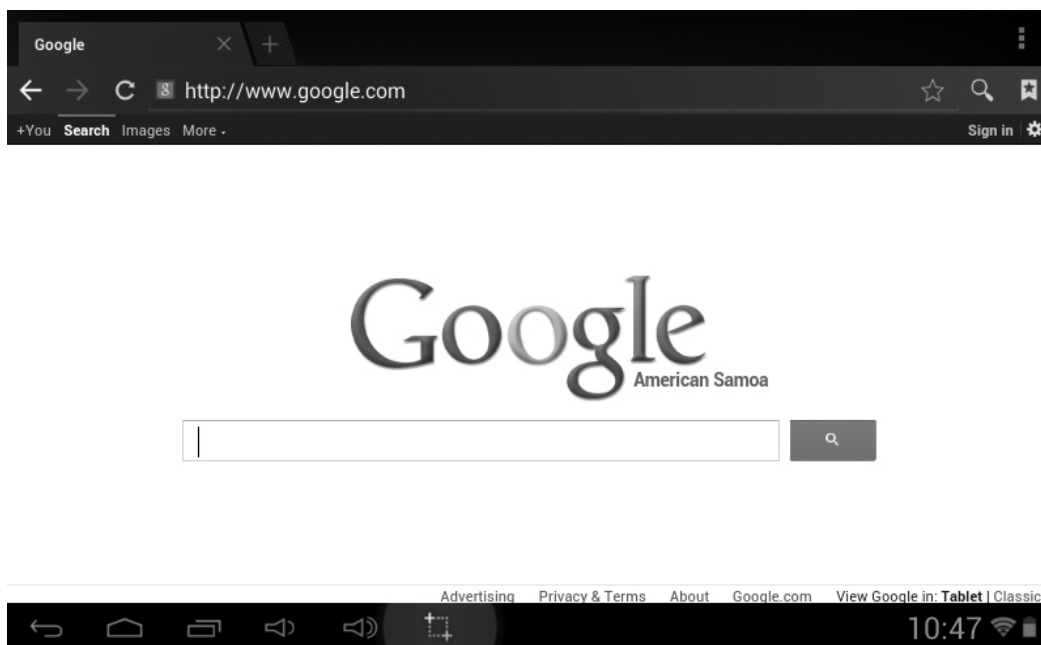 Google
http://www.google.com
+You Search Images More
Sign in
Google
American Samoa
Advertising Privacy & Terms About Google.com View Google in: Tablet | Classic
10:47